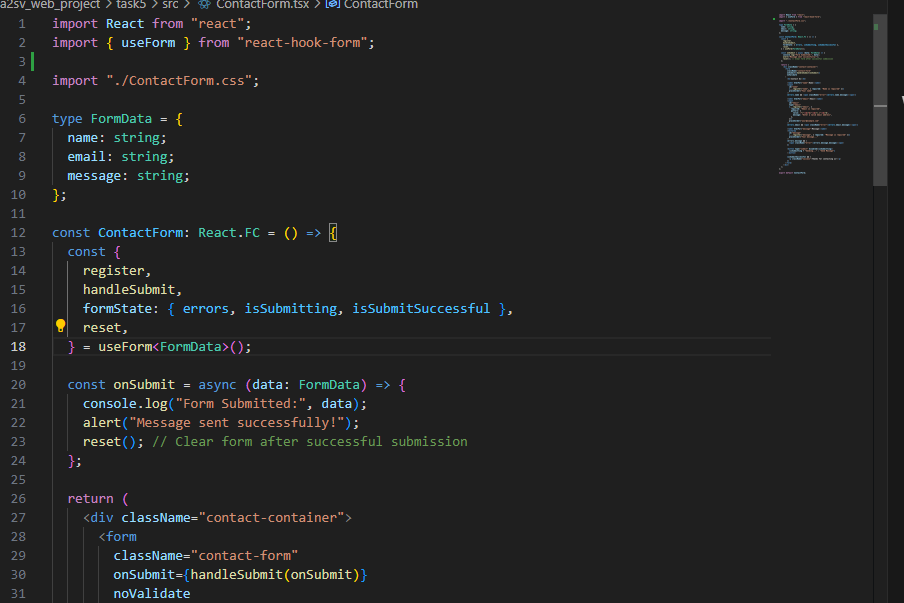 a2sv_web_project > task5 > src > ContactForm.tsx > ContactForm
1 import React from "react";
2 import { useForm } from "react-hook-form";
3
4 import "./ContactForm.css";
5
6 type FormData = {
7   name: string;
8   email: string;
9   message: string;
10 };
11
12 const ContactForm: React.FC = () => {
13   const {
14     register,
15     handleSubmit,
16     formState: { errors, isSubmitting, isSubmitSuccessful },
17     reset,
18   } = useForm<FormData>();
19
20   const onSubmit = async (data: FormData) => {
21     console.log("Form Submitted:", data);
22     alert("Message sent successfully!");
23     reset(); // Clear form after successful submission
24   };
25
26   return (
27     <div className="contact-container">
28       <form
29         className="contact-form"
30         onSubmit={handleSubmit(onSubmit)}
31         noValidate